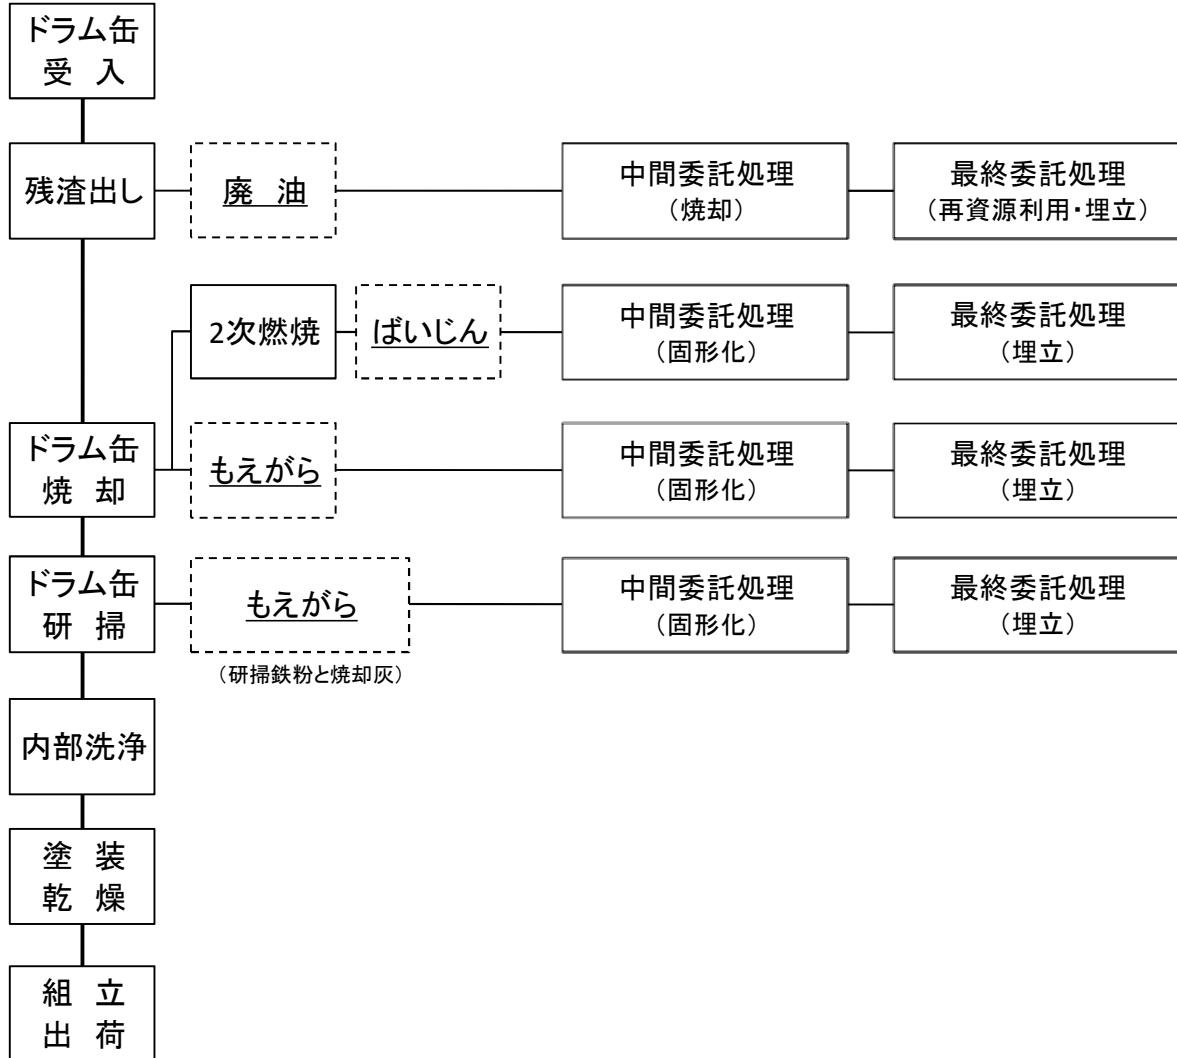 ドラム缶
受 入
残渣出し
廃 油
中間委託処理
（焼却）
最終委託処理
（再資源利用・埋立）
2次燃焼
ばいじん
中間委託処理
（固形化）
最終委託処理
（埋立）
ドラム缶
焼 却
もえがら
中間委託処理
（固形化）
最終委託処理
（埋立）
ドラム缶
研 掃
もえがら
（研掃鉄粉と焼却灰）
中間委託処理
（固形化）
最終委託処理
（埋立）
内部洗浄
塗 装
乾 燥
組 立
出 荷